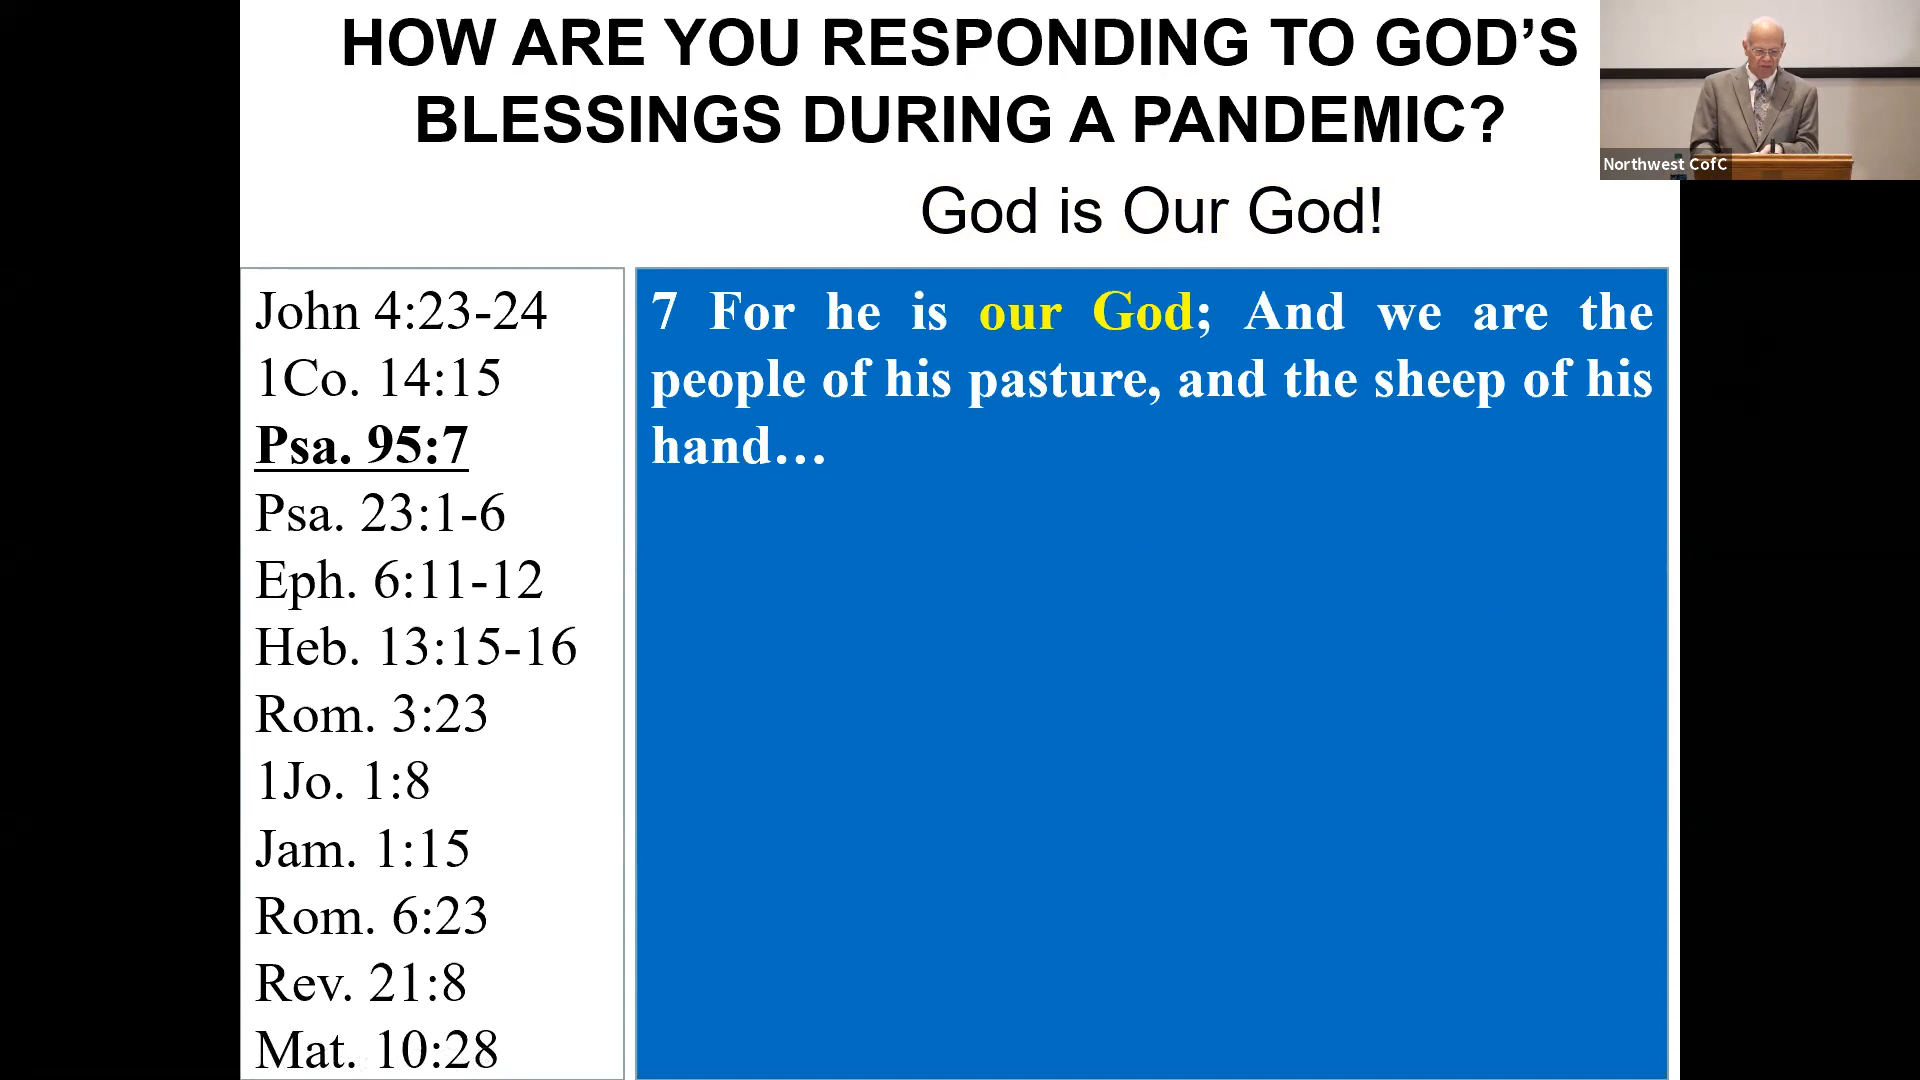 HOW ARE YOU RESPONDING TO GOD’S
BLESSINGS DURING A PANDEMIC?
Northwest CofC
God is Our God!
John 4:23-24
1Co. 14:15
Psa. 95:7
Psa. 23:1-6
Eph. 6:11-12
Heb. 13:15-16
Rom. 3:23
1Jo. 1:8
Jam. 1:15
Rom. 6:23
Rev. 21:8
Mat. 10:28
7 For he is our God; And we are the
people of his pasture, and the sheep of his
hand…